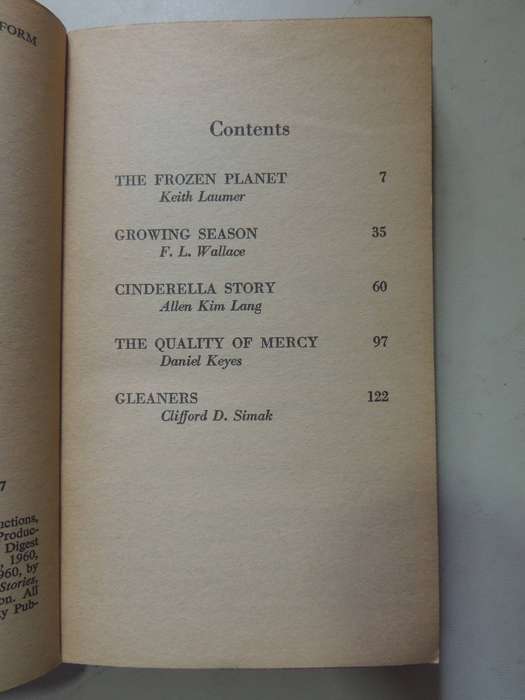 FORM
7
uctions,
Produc-
Digest
, 1960,
960, by
Stories,
on. All
y Pub-
Contents
THE FROZEN PLANET 7
Keith Laumer
GROWING SEASON 35
F. L. Wallace
CINDERELLA STORY 60
Allen Kim Lang
THE QUALITY OF MERCY 97
Daniel Keyes
GLEANERS 122
Clifford D. Simak